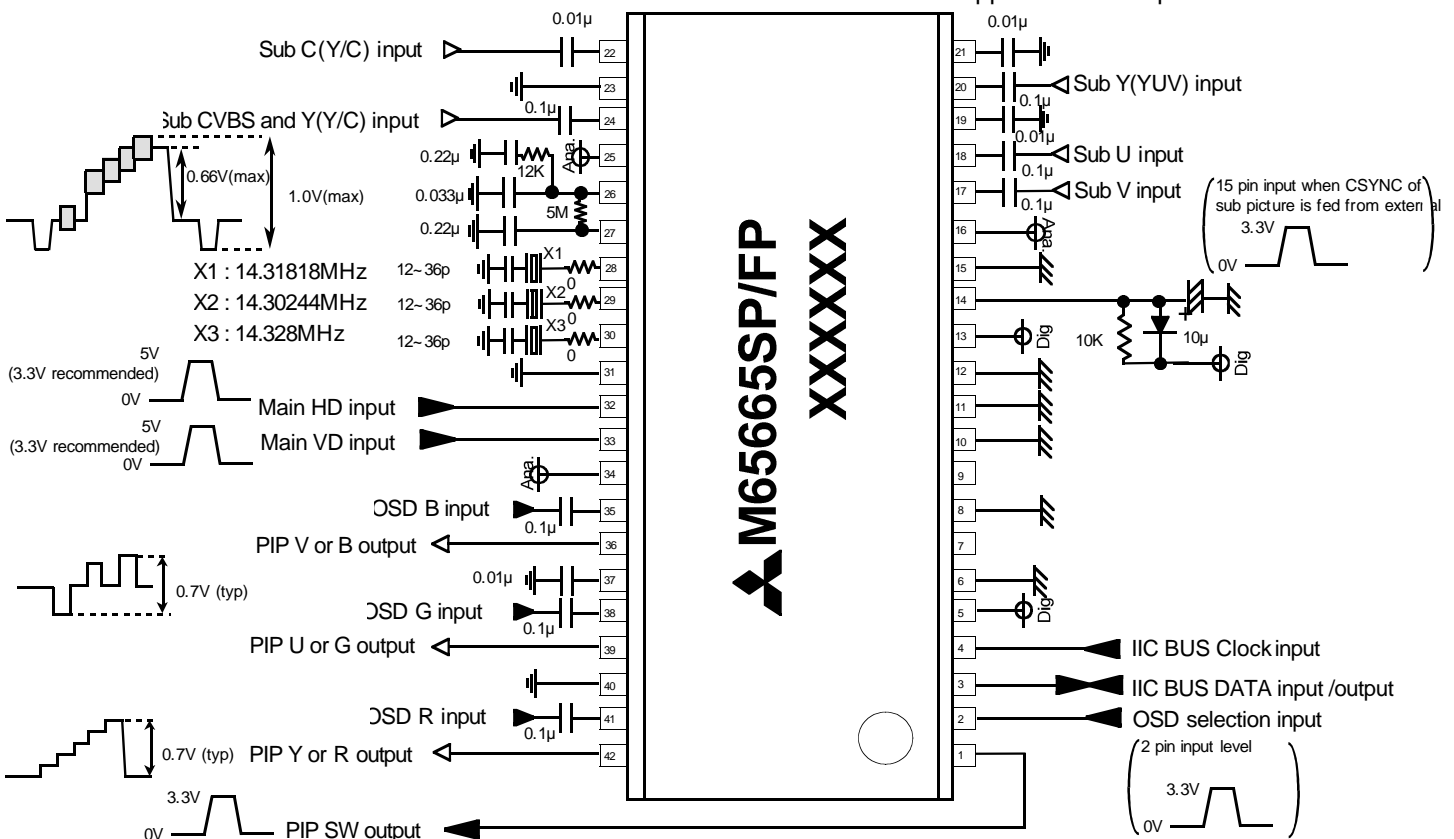 0.01µ
0.01µ
Sub C(Y/C) input
22
21
23
20
Sub Y(YUV) input
0.1µ
0.1µ
Sub CVBS and Y(Y/C) input
24
19
0.01µ
0.22µ
12K
Ana.
25
18
Sub U input
0.66V(max)
1.0V(max)
0.1µ
0.033µ
26
17
Sub V input
5M
0.1µ
15 pin input when CSYNC of
sub picture is fed from external
0.22µ
27
16
Ana.
3.3V
0V
X1 : 14.31818MHz
12~36p
X1
28
0
15
X2 : 14.30244MHz
12~36p
X2
29
0
14
X3 : 14.328MHz
12~36p
X3
30
0
13
Dig
10K
+
10µ
Dig
5V
(3.3V recommended)
0V
31
12
Main HD input
32
11
5V
(3.3V recommended)
0V
Main VD input
33
10
Ana.
34
9
OSD B input
0.1µ
35
8
PIP V or B output
36
7
0.7V (typ)
0.01µ
37
6
OSD G input
0.1µ
38
5
Dig
PIP U or G output
39
4
IIC BUS Clock input
40
3
IIC BUS DATA input /output
OSD R input
0.1µ
41
2
OSD selection input
0.7V (typ)
PIP Y or R output
42
1
2 pin input level
3.3V
0V
3.3V
0V
PIP SW output
M65665SP/FP
XXXXXX